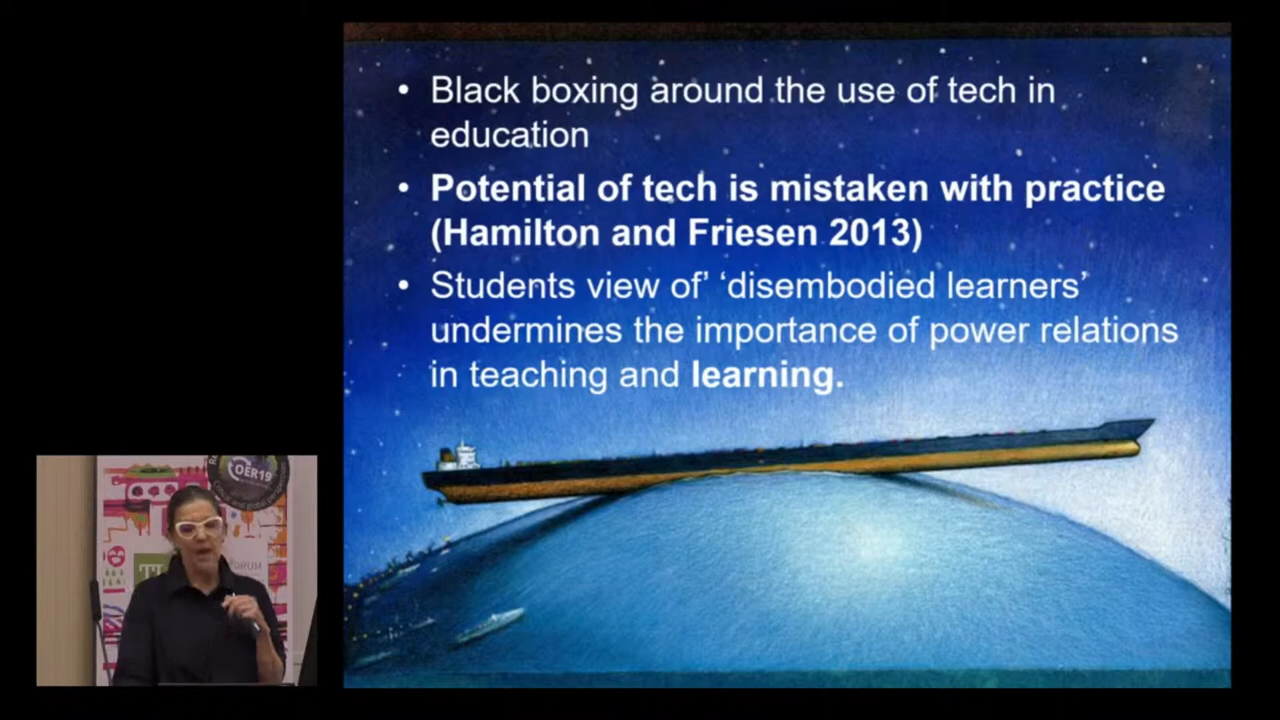 • Black boxing around the use of tech in
education
• Potential of tech is mistaken with practice
(Hamilton and Friesen 2013)
• Students view of’ ‘disembodied learners’
undermines the importance of power relations
in teaching and learning.
OER19